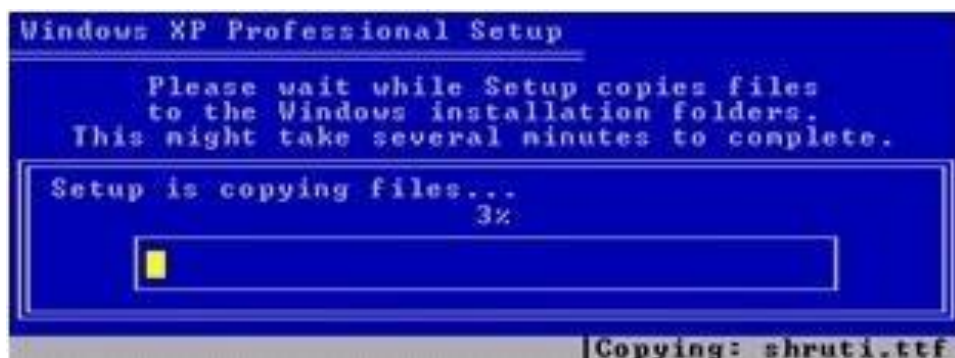 Windows XP Professional Setup
Please wait while Setup copies files
to the Windows installation folders.
This might take several minutes to complete.
Setup is copying files...
3%
Copying: shruti.ttf